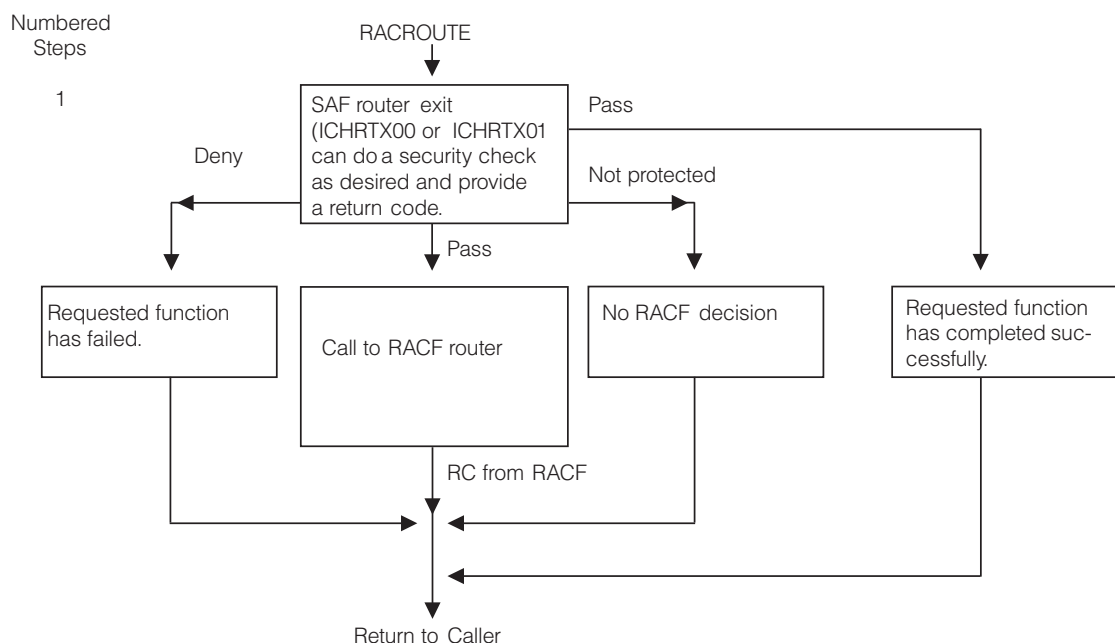 Numbered
Steps
1
RACROUTE
SAF router exit
(ICHRTX00 or ICHRTX01
can do a security check
as desired and provide
a return code.
Pass
Deny
Not protected
Pass
Requested function
has failed.
Call to RACF router
No RACF decision
Requested function
has completed suc-
cessfully.
RC from RACF
Return to Caller